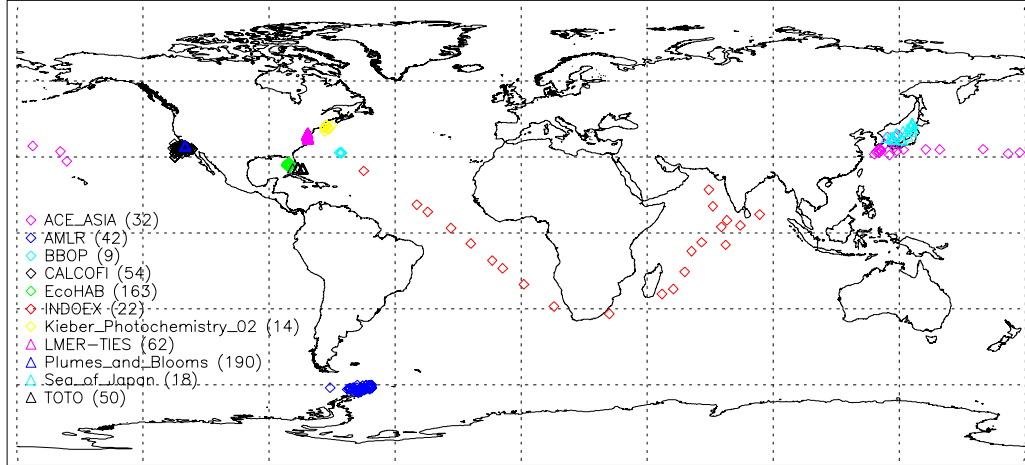 ACE_ASIA (32)
AMLR (42)
BBOP (9)
CALCOFI (54)
EcoHAB (163)
INDOEX (22)
Kieber_Photochemistry_02 (14)
LMER-TIES (62)
Plumes_and_Blooms (190)
Sea_of_Japan (18)
TOTO (50)